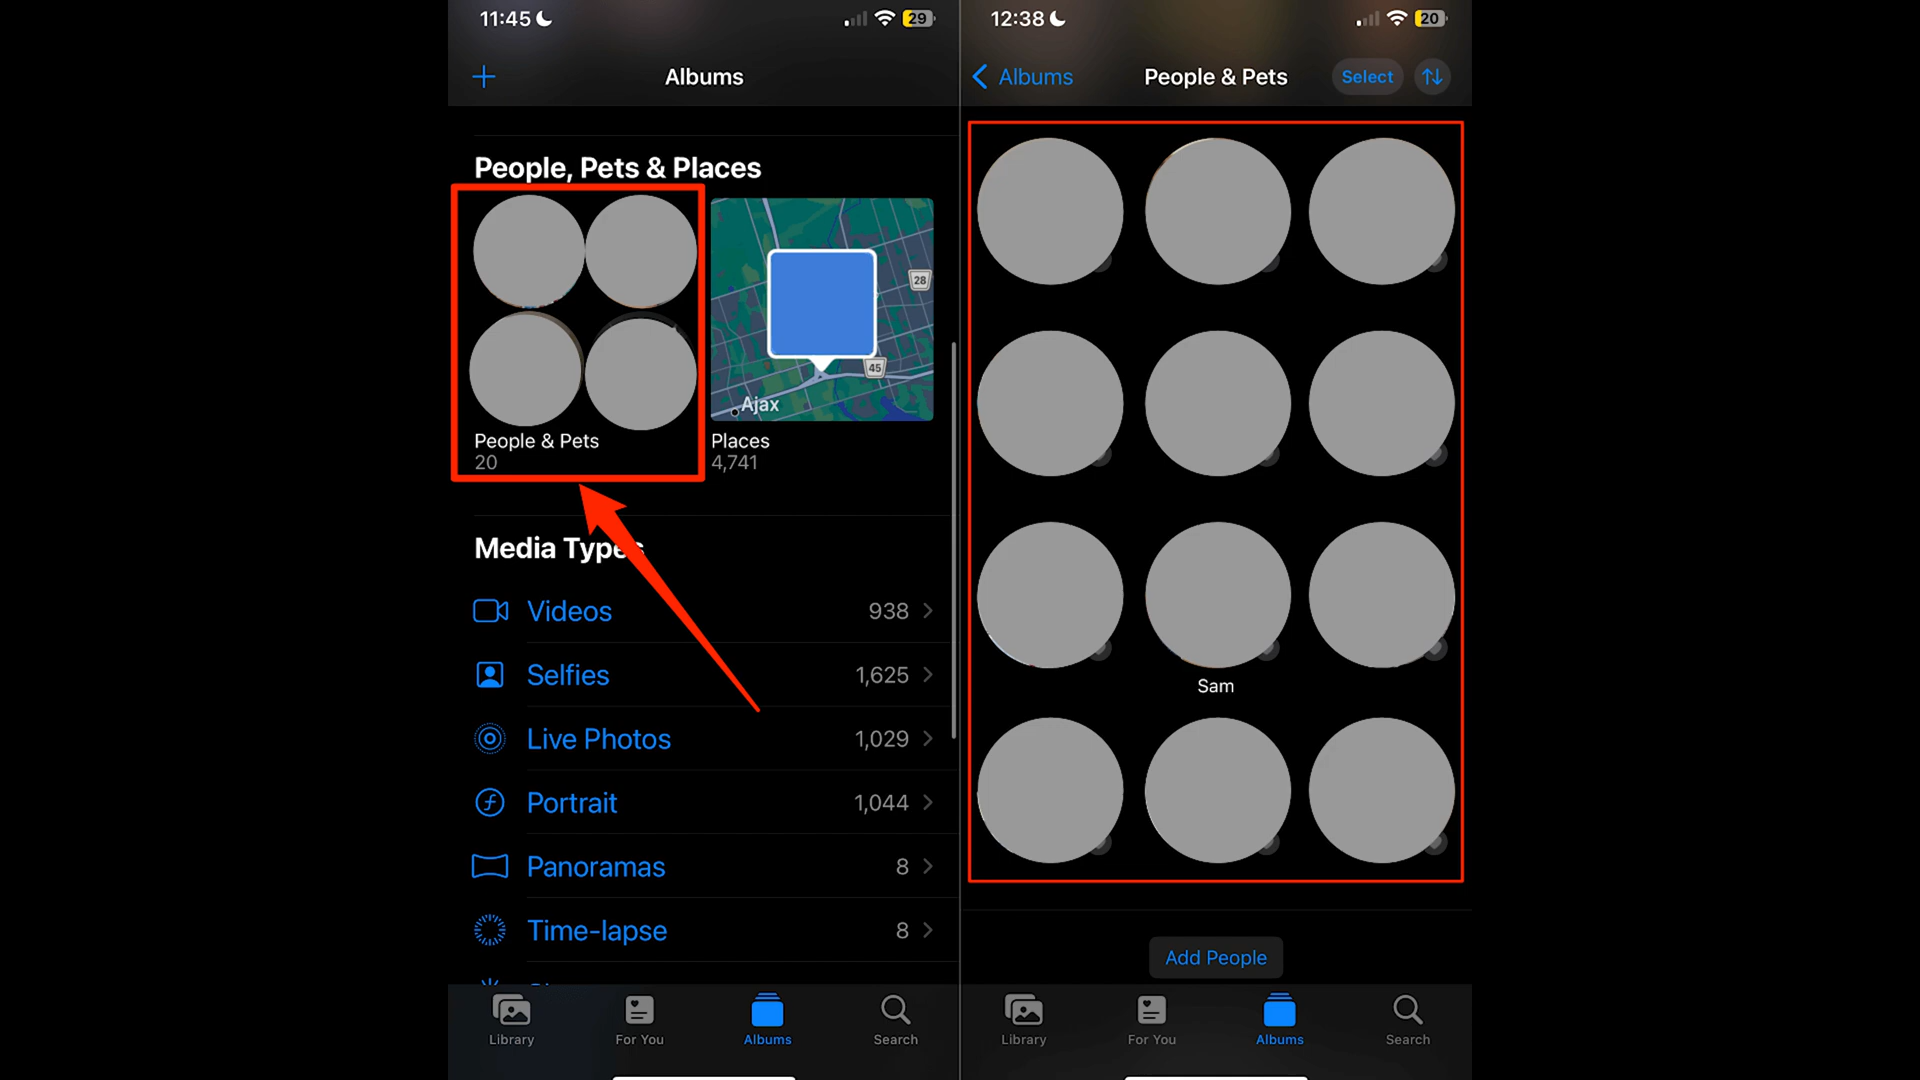 11:45
29
Albums
People, Pets & Places
28
45
Ajax
People & Pets
20
Places
4,741
Media Types
Videos
938
Selfies
1,625
Live Photos
1,029
Portrait
1,044
Panoramas
8
Time-lapse
8
Library
For You
Albums
Search
12:38
20
Albums
People & Pets
Select
Sam
Add People
Library
For You
Albums
Search